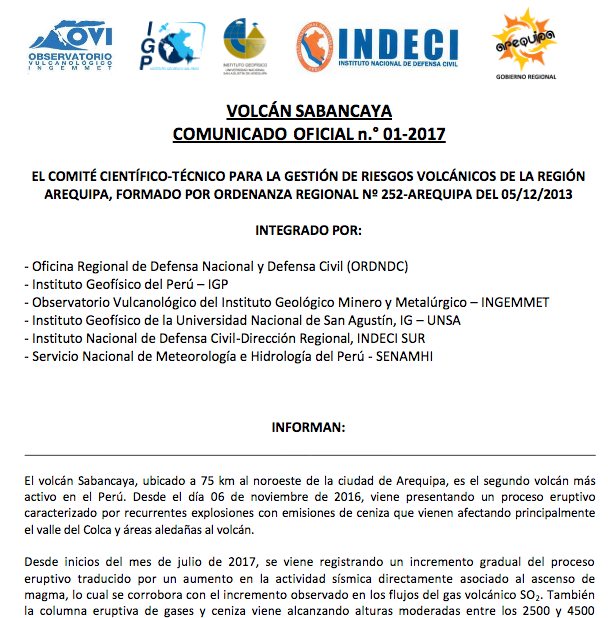 OVI
OBSERVATORIO
VULCANOLÓGICO
INGEMMET
IGP
INSTITUTO GEOFÍSICO
UNIVERSIDAD NACIONAL
SAN AGUSTÍN DE AREQUIPA
INDECI
INSTITUTO NACIONAL DE DEFENSA CIVIL
arequipa
GOBIERNO REGIONAL
VOLCÁN SABANCAYA
COMUNICADO OFICIAL n.° 01-2017
EL COMITÉ CIENTÍFICO-TÉCNICO PARA LA GESTIÓN DE RIESGOS VOLCÁNICOS DE LA REGIÓN
AREQUIPA, FORMADO POR ORDENANZA REGIONAL Nº 252-AREQUIPA DEL 05/12/2013
INTEGRADO POR:
- Oficina Regional de Defensa Nacional y Defensa Civil (ORDNDC)
- Instituto Geofísico del Perú – IGP
- Observatorio Vulcanológico del Instituto Geológico Minero y Metalúrgico – INGEMMET
- Instituto Geofísico de la Universidad Nacional de San Agustín, IG – UNSA
- Instituto Nacional de Defensa Civil-Dirección Regional, INDECI SUR
- Servicio Nacional de Meteorología e Hidrología del Perú - SENAMHI
INFORMAN:
El volcán Sabancaya, ubicado a 75 km al noroeste de la ciudad de Arequipa, es el segundo volcán más
activo en el Perú. Desde el día 06 de noviembre de 2016, viene presentando un proceso eruptivo
caracterizado por recurrentes explosiones con emisiones de ceniza que vienen afectando principalmente
el valle del Colca y áreas aledañas al volcán.
Desde inicios del mes de julio de 2017, se viene registrando un incremento gradual del proceso
eruptivo traducido por un aumento en la actividad sísmica directamente asociado al ascenso de
magma, lo cual se corrobora con el incremento observado en los flujos del gas volcánico SO₂. También
la columna eruptiva de gases y ceniza viene alcanzando alturas moderadas entre los 2500 y 4500